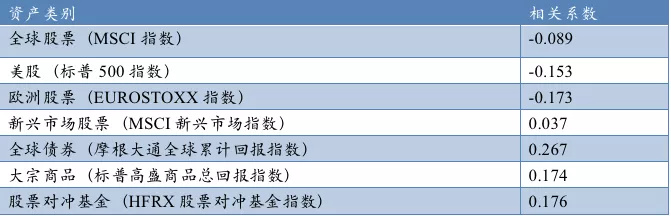 资产类别 相关系数
全球股票（MSCI 指数） -0.089
美股（标普 500 指数） -0.153
欧洲股票（EUROSTOXX 指数） -0.173
新兴市场股票（MSCI 新兴市场指数） 0.037
全球债券（摩根大通全球累计回报指数） 0.267
大宗商品（标普高盛商品总回报指数） 0.174
股票对冲基金（HFRX 股票对冲基金指数） 0.176